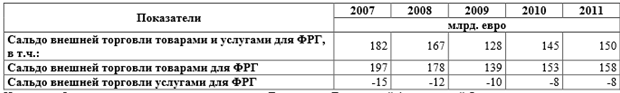 Показатели 2007 2008 2009 2010 2011
млрд. евро
Сальдо внешней торговли товарами и услугами для ФРГ,
в т.ч.: 182 167 128 145 150
Сальдо внешней торговли товарами для ФРГ 197 178 139 153 158
Сальдо внешней торговли услугами для ФРГ -15 -12 -10 -8 -8